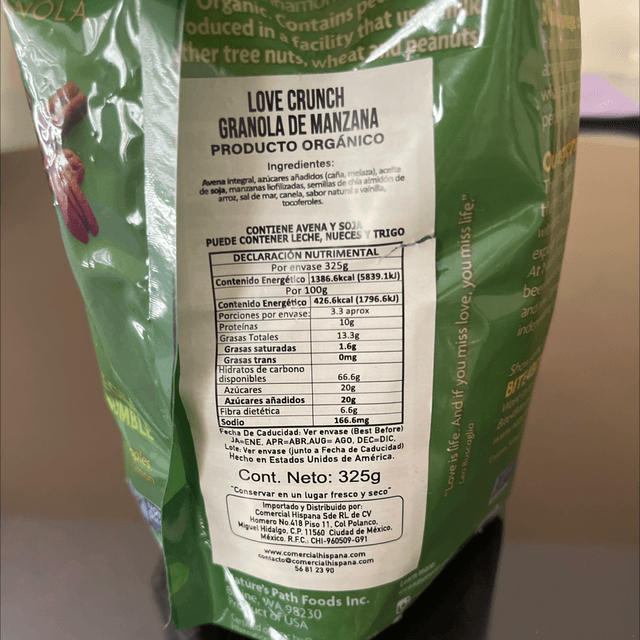 Organic. Contains
oduced in a facility that
ther tree nuts, wheat and peanuts
LOVE CRUNCH
GRANOLA DE MANZANA
PRODUCTO ORGÁNICO
Ingredientes:
Avena integral, azúcares añadidos (caña, melaza), aceite
de soja, manzanas liofilizadas, semillas de chía almidón de
arroz, sal de mar, canela, sabor natural a vainilla,
tocoferoles.
CONTIENE AVENA Y SOJA
PUEDE CONTENER LECHE, NUECES Y TRIGO
DECLARACIÓN NUTRIMENTAL
Por envase 325g
Contenido Energético 1386.6kcal (5839.1kJ)
Por 100g
Contenido Energético 426.6kcal (1796.6kJ)
Porciones por envase: 3.3 aprox
Proteínas 10g
Grasas Totales 13.3g
Grasas saturadas 1.6g
Grasas trans 0mg
Hidratos de carbono
disponibles 66.6g
Azúcares 20g
Azúcares añadidos 20g
Fibra dietética 6.6g
Sodio 166.6mg
Fecha De Caducidad: Ver envase (Best Before)
JA=ENE, APR=ABR.AUG= AGO, DEC=DIC.
Lote: Ver envase (junto a Fecha de Caducidad)
Hecho en Estados Unidos de América.
Cont. Neto: 325g
"Conservar en un lugar fresco y seco"
Importado y Distribuido por:
Comercial Hispana Sde RL de CV
Homero No.418 Piso 11, Col Polanco,
Miguel Hidalgo, C.P. 11560 Ciudad de México.
México. R.F.C.: CHI-960509-G91
www.comercialhispana.com
contacto@comercialhispana.com
56 81 23 90
ature's Path Foods Inc.
WA 98230
Product of USA
"Love is life. And if you miss love, you miss life."
Leo Buscaglia